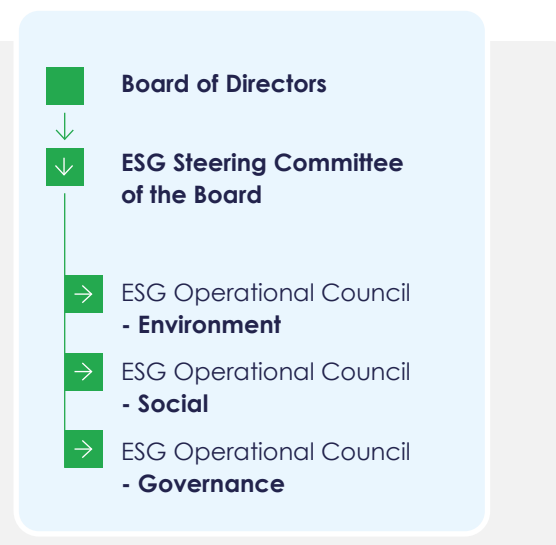 Board of Directors
ESG Steering Committee
of the Board
ESG Operational Council
- Environment
ESG Operational Council
- Social
ESG Operational Council
- Governance